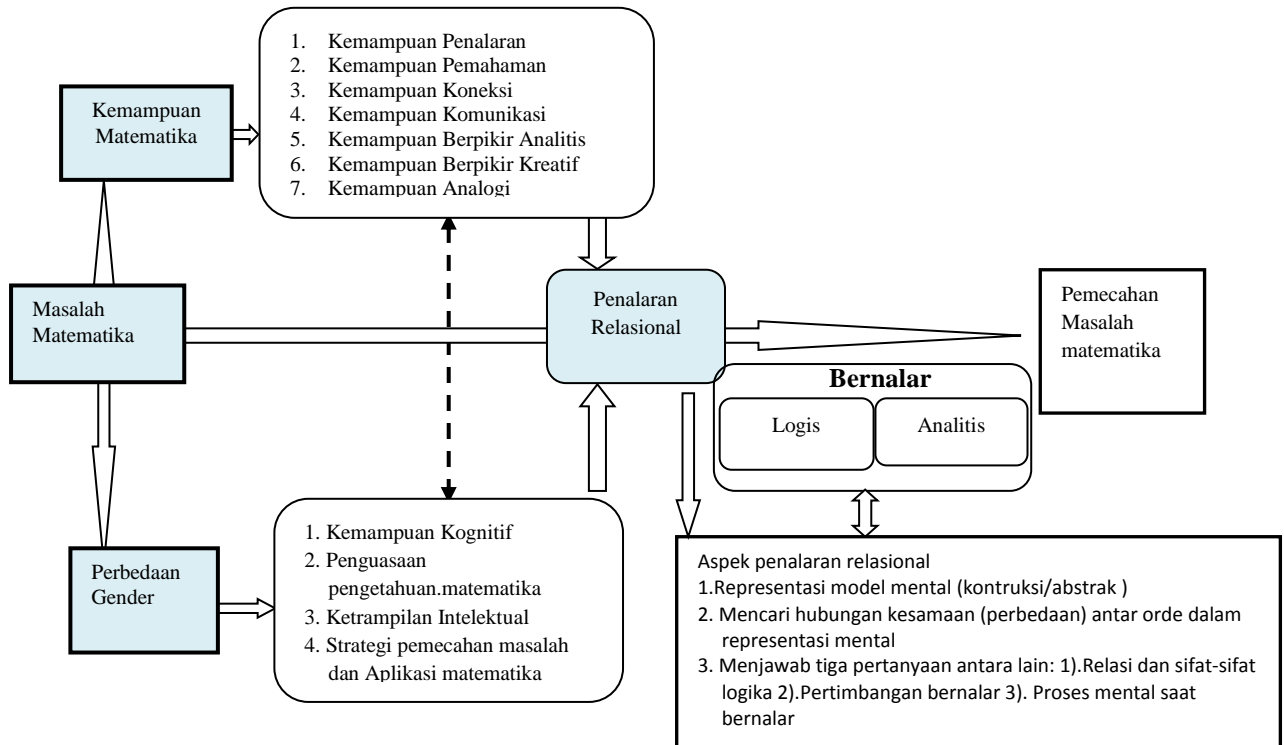 1. Kemampuan Penalaran
2. Kemampuan Pemahaman
3. Kemampuan Koneksi
4. Kemampuan Komunikasi
5. Kemampuan Berpikir Analitis
6. Kemampuan Berpikir Kreatif
7. Kemampuan Analogi
Kemampuan
Matematika
Masalah
Matematika
Penalaran
Relasional
Pemecahan
Masalah
matematika
Bernalar
Logis
Analitis
Perbedaan
Gender
1. Kemampuan Kognitif
2. Penguasaan
pengetahuan.matematika
3. Ketrampilan Intelektual
4. Strategi pemecahan masalah
dan Aplikasi matematika
Aspek penalaran relasional
1.Representasi model mental (kontruksi/abstrak )
2. Mencari hubungan kesamaan (perbedaan) antar orde dalam
representasi mental
3. Menjawab tiga pertanyaan antara lain: 1).Relasi dan sifat-sifat
logika 2).Pertimbangan bernalar 3). Proses mental saat
bernalar